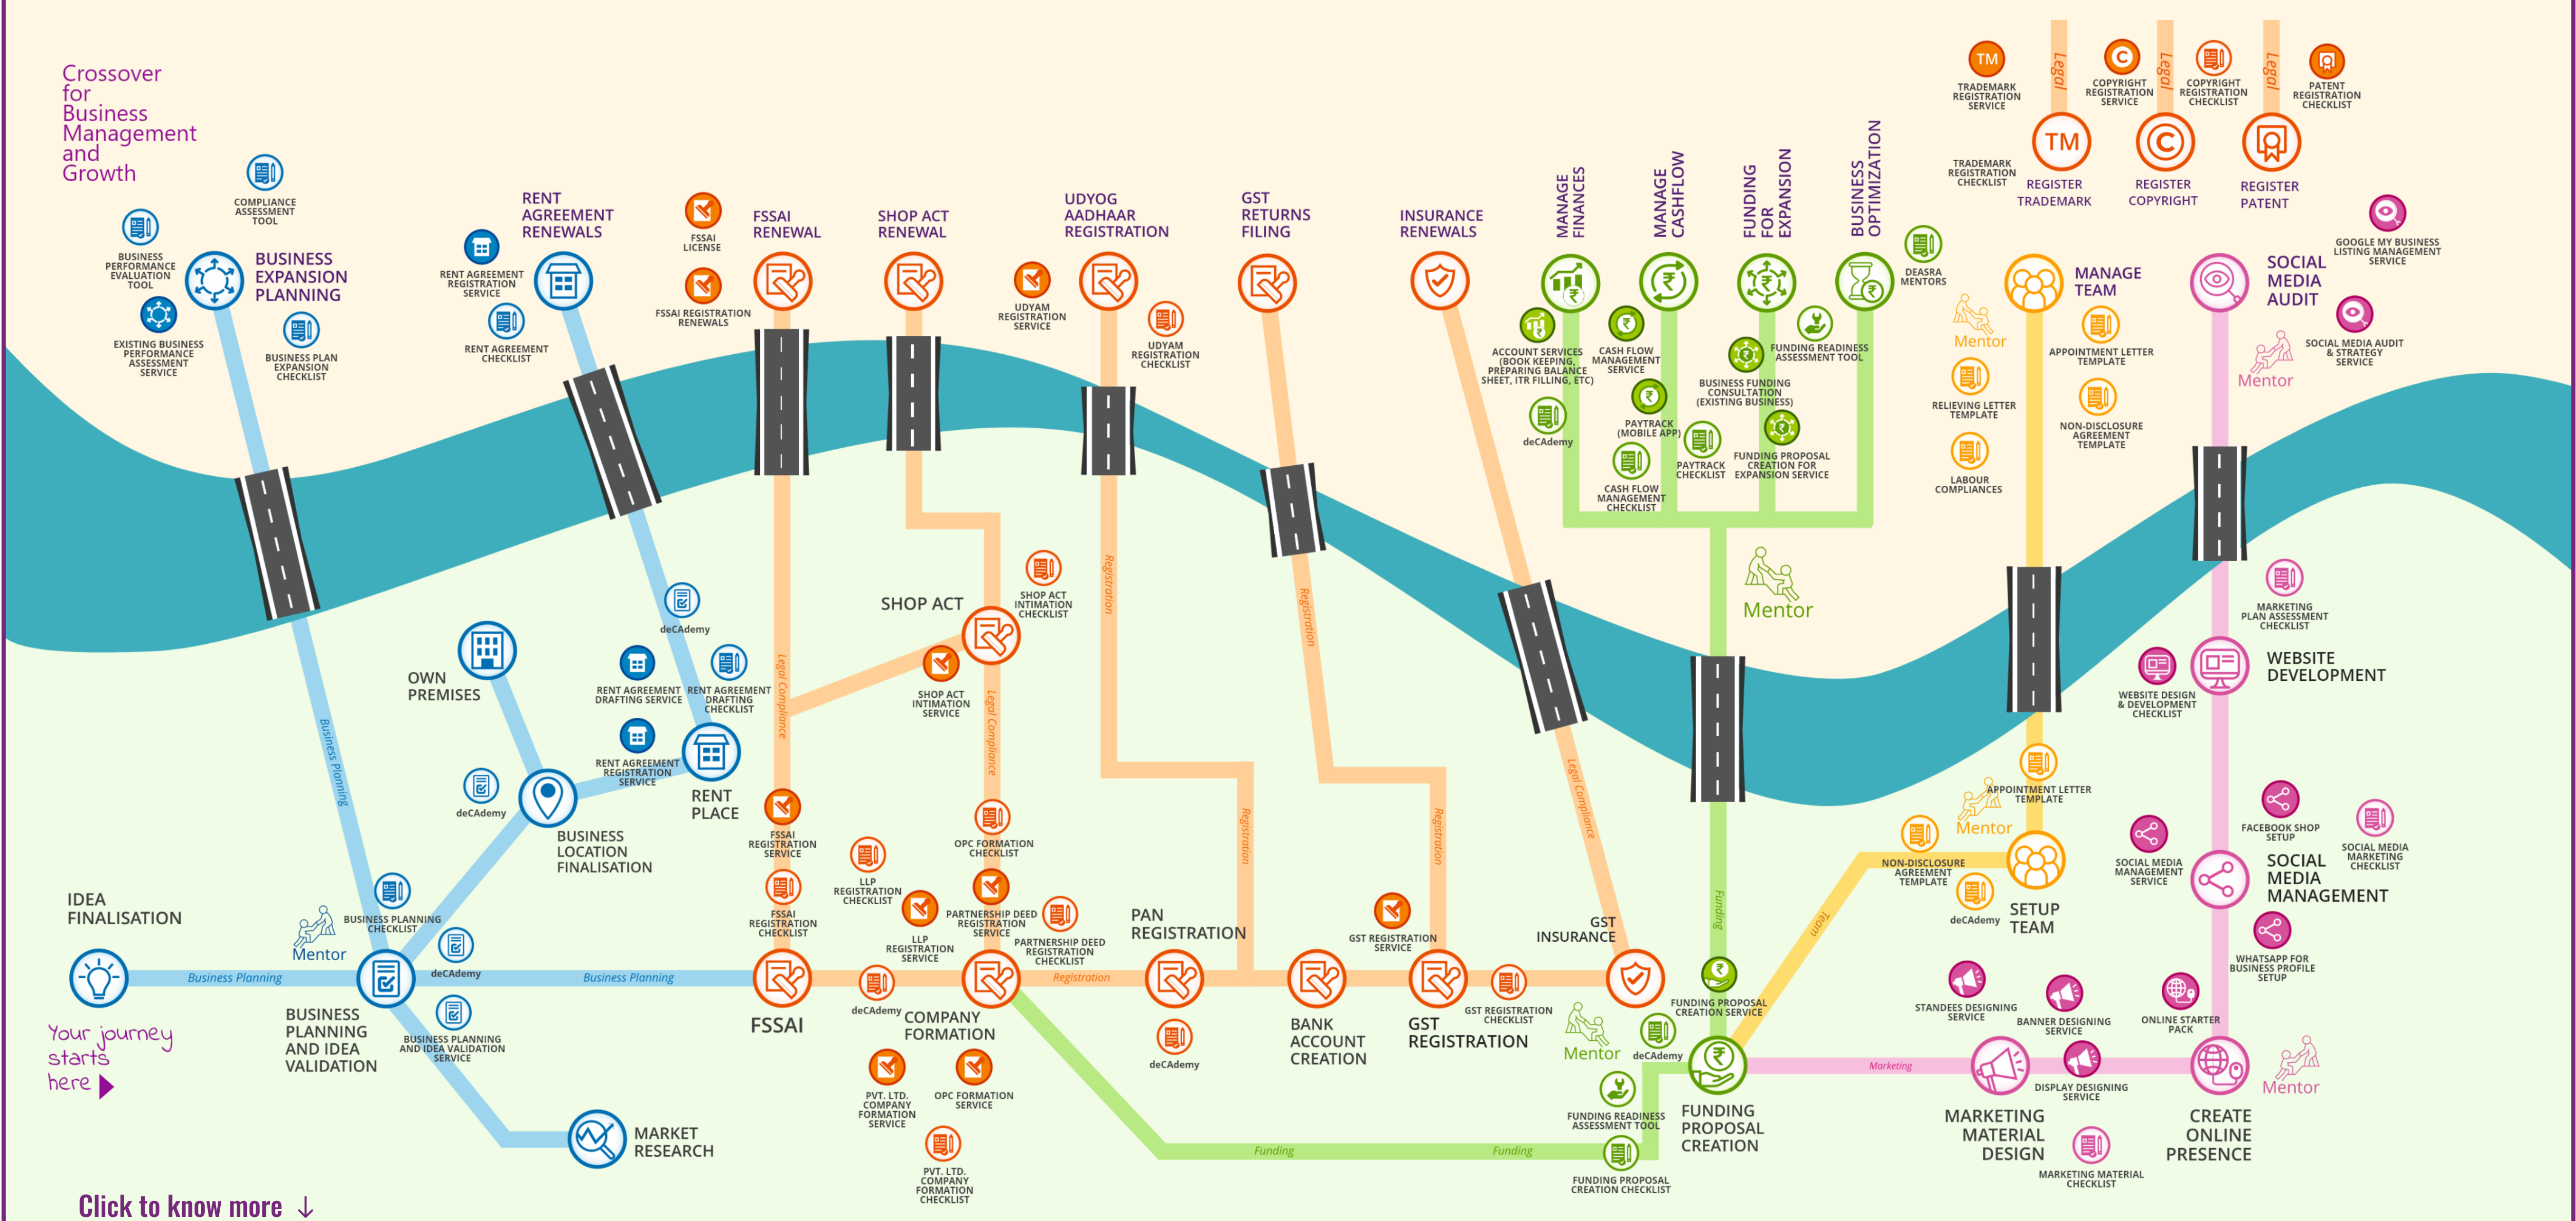 Crossover
for
Business
Management
and
Growth
COMPLIANCE
ASSESSMENT
TOOL
BUSINESS
PERFORMANCE
EVALUATION
TOOL
BUSINESS
EXPANSION
PLANNING
EXISTING BUSINESS
PERFORMANCE
ASSESSMENT
SERVICE
BUSINESS PLAN
EXPANSION
CHECKLIST
RENT
AGREEMENT
RENEWALS
RENT AGREEMENT
REGISTRATION
SERVICE
RENT AGREEMENT
CHECKLIST
FSSAI
LICENSE
FSSAI REGISTRATION
RENEWALS
FSSAI
RENEWAL
SHOP ACT
RENEWAL
UDYOG
AADHAAR
REGISTRATION
UDYAM
REGISTRATION
SERVICE
UDYAM
REGISTRATION
CHECKLIST
GST
RETURNS
FILING
INSURANCE
RENEWALS
MANAGE
FINANCES
MANAGE
CASHFLOW
FUNDING
FOR
EXPANSION
BUSINESS
OPTIMIZATION
ACCOUNT SERVICES
(BOOK KEEPING,
PREPARING BALANCE
SHEET, ITR FILLING, ETC)
deCAdemy
CASH FLOW
MANAGEMENT
SERVICE
PAYTRACK
(MOBILE APP)
CASH FLOW
MANAGEMENT
CHECKLIST
PAYTRACK
CHECKLIST
BUSINESS FUNDING
CONSULTATION
(EXISTING BUSINESS)
FUNDING READINESS
ASSESSMENT TOOL
FUNDING PROPOSAL
CREATION FOR
EXPANSION SERVICE
DEASRA
MENTORS
TM
TRADEMARK
REGISTRATION
SERVICE
Legal
TM
TRADEMARK
REGISTRATION
CHECKLIST
REGISTER
TRADEMARK
C
COPYRIGHT
REGISTRATION
SERVICE
Legal
COPYRIGHT
REGISTRATION
CHECKLIST
C
REGISTER
COPYRIGHT
Legal
PATENT
REGISTRATION
CHECKLIST
REGISTER
PATENT
MANAGE
TEAM
Mentor
APPOINTMENT LETTER
TEMPLATE
RELIEVING LETTER
TEMPLATE
NON-DISCLOSURE
AGREEMENT
TEMPLATE
LABOUR
COMPLIANCES
GOOGLE MY BUSINESS
LISTING MANAGEMENT
SERVICE
SOCIAL
MEDIA
AUDIT
SOCIAL MEDIA AUDIT
& STRATEGY
SERVICE
Mentor
Mentor
MARKETING
PLAN ASSESSMENT
CHECKLIST
WEBSITE
DEVELOPMENT
WEBSITE DESIGN
& DEVELOPMENT
CHECKLIST
FACEBOOK SHOP
SETUP
SOCIAL MEDIA
MARKETING
CHECKLIST
SOCIAL MEDIA
MANAGEMENT
SERVICE
SOCIAL
MEDIA
MANAGEMENT
WHATSAPP FOR
BUSINESS PROFILE
SETUP
OWN
PREMISES
deCAdemy
RENT AGREEMENT
DRAFTING SERVICE
RENT AGREEMENT
DRAFTING
CHECKLIST
RENT AGREEMENT
REGISTRATION
SERVICE
RENT
PLACE
deCAdemy
BUSINESS
LOCATION
FINALISATION
Business Planning
SHOP ACT
SHOP ACT
INTIMATION
CHECKLIST
SHOP ACT
INTIMATION
SERVICE
Legal Compliance
Legal Compliance
Registration
Registration
Registration
Registration
Legal Compliance
Funding
Team
IDEA
FINALISATION
Mentor
BUSINESS PLANNING
CHECKLIST
deCAdemy
Business Planning
Business Planning
Your journey
starts
here
BUSINESS
PLANNING
AND IDEA
VALIDATION
BUSINESS PLANNING
AND IDEA VALIDATION
SERVICE
MARKET
RESEARCH
FSSAI
REGISTRATION
SERVICE
FSSAI
REGISTRATION
CHECKLIST
FSSAI
LLP
REGISTRATION
CHECKLIST
LLP
REGISTRATION
SERVICE
OPC FORMATION
CHECKLIST
PARTNERSHIP DEED
REGISTRATION
SERVICE
PARTNERSHIP DEED
REGISTRATION
CHECKLIST
deCAdemy
COMPANY
FORMATION
Registration
PVT. LTD.
COMPANY
FORMATION
SERVICE
OPC FORMATION
SERVICE
PVT. LTD.
COMPANY
FORMATION
CHECKLIST
PAN
REGISTRATION
deCAdemy
BANK
ACCOUNT
CREATION
GST REGISTRATION
SERVICE
GST
REGISTRATION
GST REGISTRATION
CHECKLIST
GST
INSURANCE
Mentor
deCAdemy
FUNDING PROPOSAL
CREATION SERVICE
FUNDING READINESS
ASSESSMENT TOOL
FUNDING
PROPOSAL
CREATION
Funding
Funding
FUNDING PROPOSAL
CREATION CHECKLIST
APPOINTMENT LETTER
TEMPLATE
Mentor
NON-DISCLOSURE
AGREEMENT
TEMPLATE
deCAdemy
SETUP
TEAM
Marketing
STANDEES DESIGNING
SERVICE
BANNER DESIGNING
SERVICE
DISPLAY DESIGNING
SERVICE
MARKETING
MATERIAL
DESIGN
MARKETING MATERIAL
CHECKLIST
ONLINE STARTER
PACK
CREATE
ONLINE
PRESENCE
Mentor
Click to know more ↓